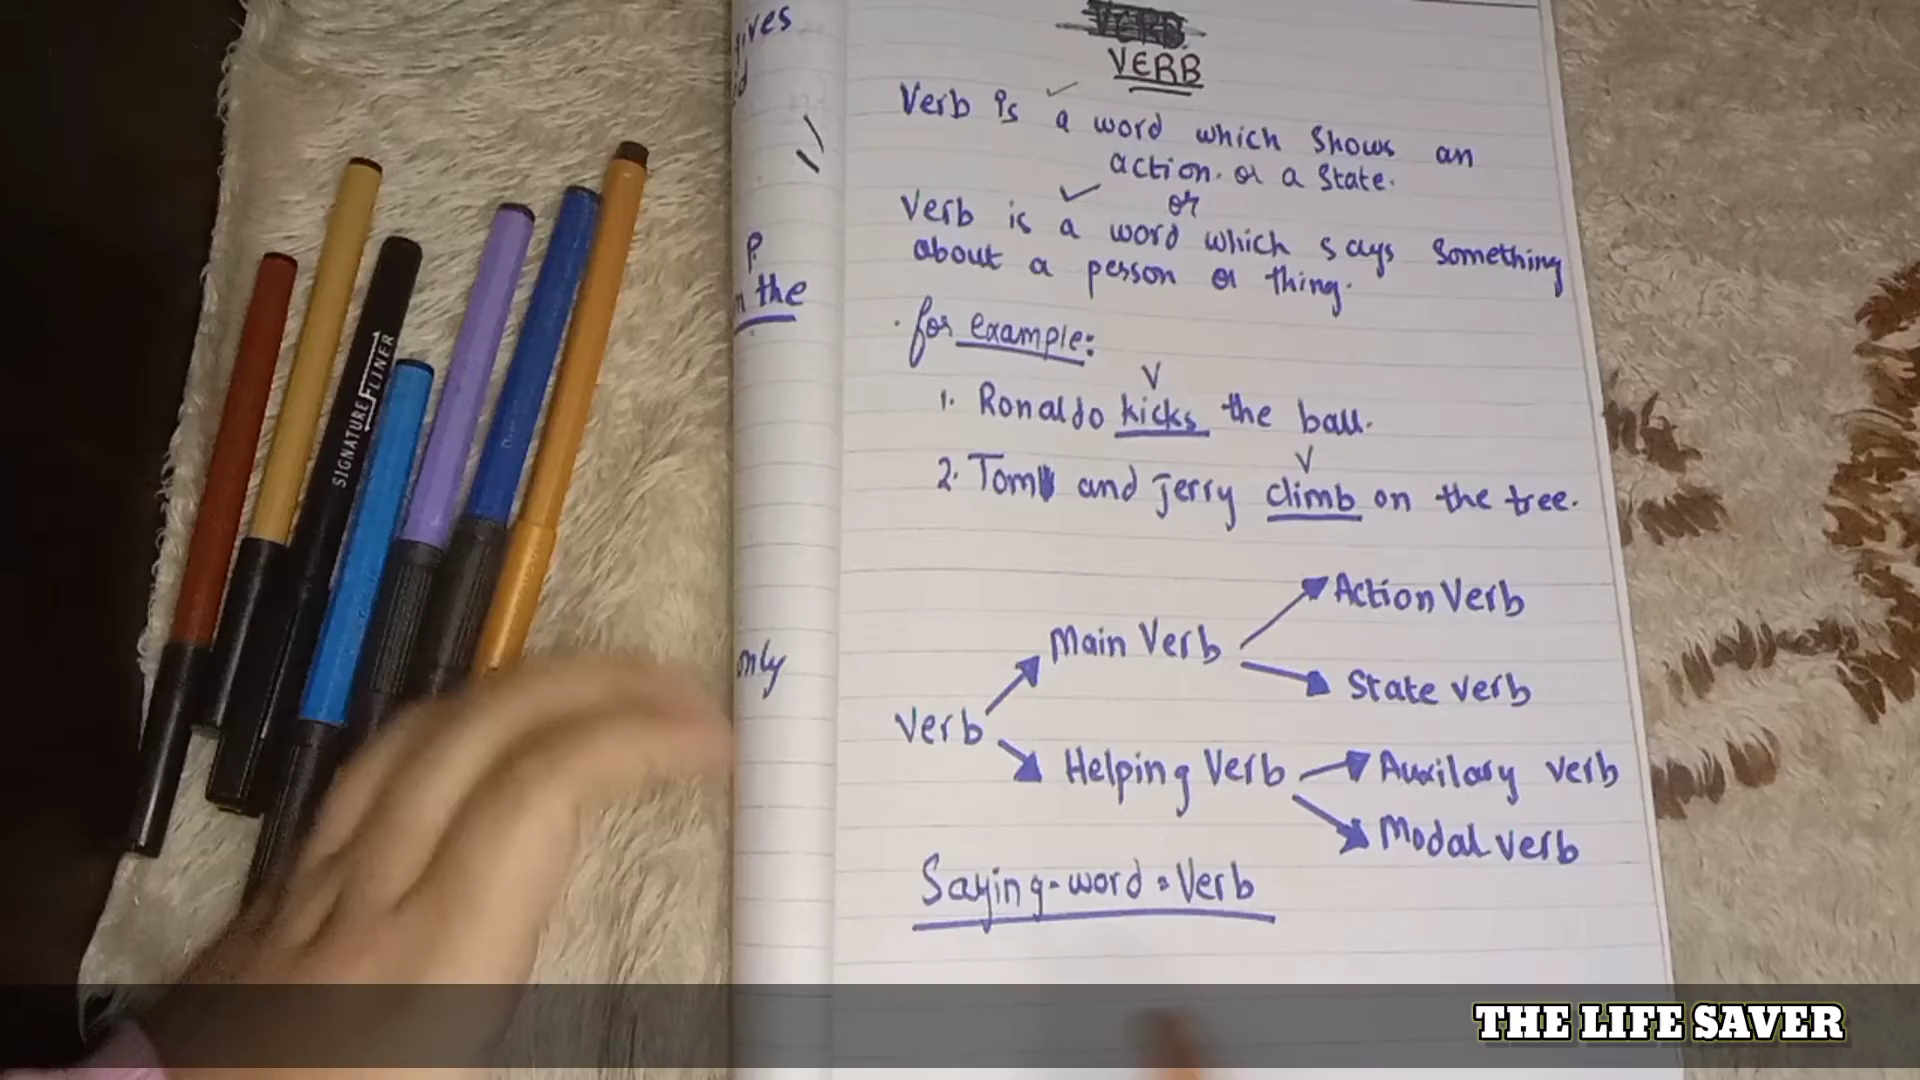 gives
P.
n the
only
VERB
VERB
Verb is a word which shows an
action or a state.
or
Verb is a word which says something
about a person or thing.
for example:
V
1. Ronaldo kicks the ball.
V
2. Tom and Jerry climb on the tree.
Action Verb
Main Verb
State verb
Verb
Helping Verb
Auxilary verb
Modal verb
Saying-word = Verb
SIGNATURE FLINER
THE LIFE SAVER